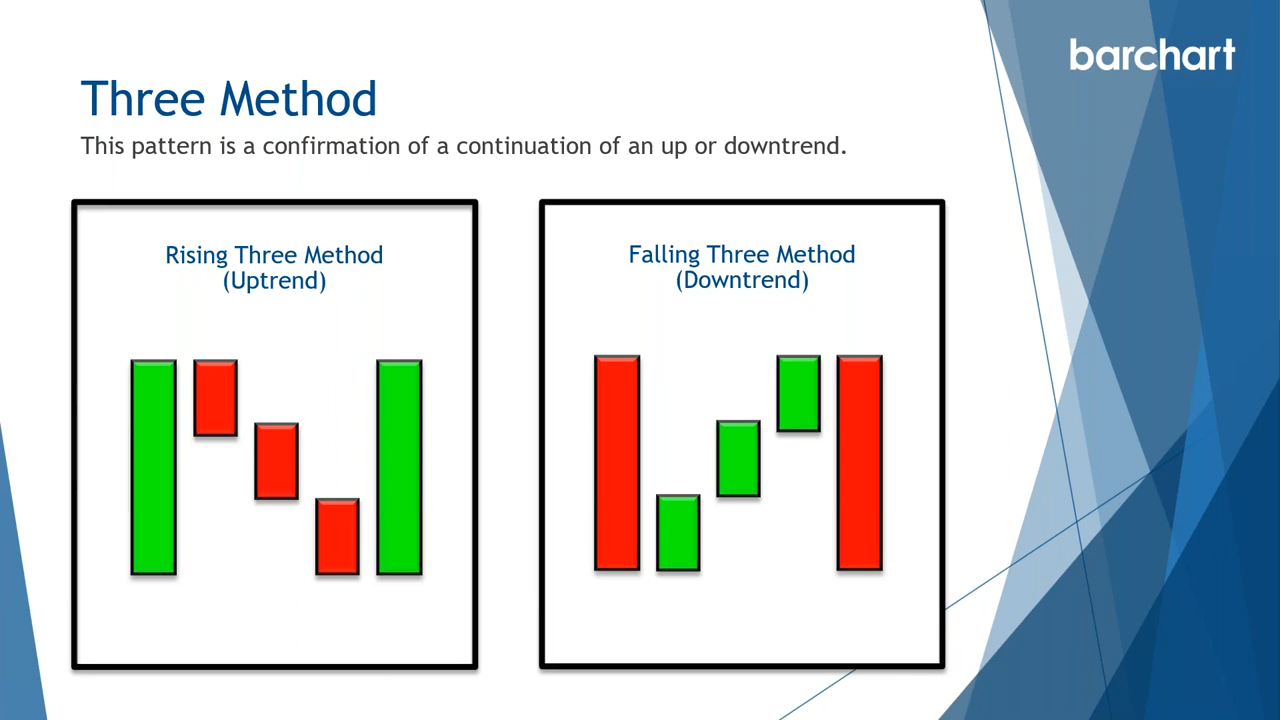 barchart
Three Method
This pattern is a confirmation of a continuation of an up or downtrend.
Rising Three Method
(Uptrend)
Falling Three Method
(Downtrend)